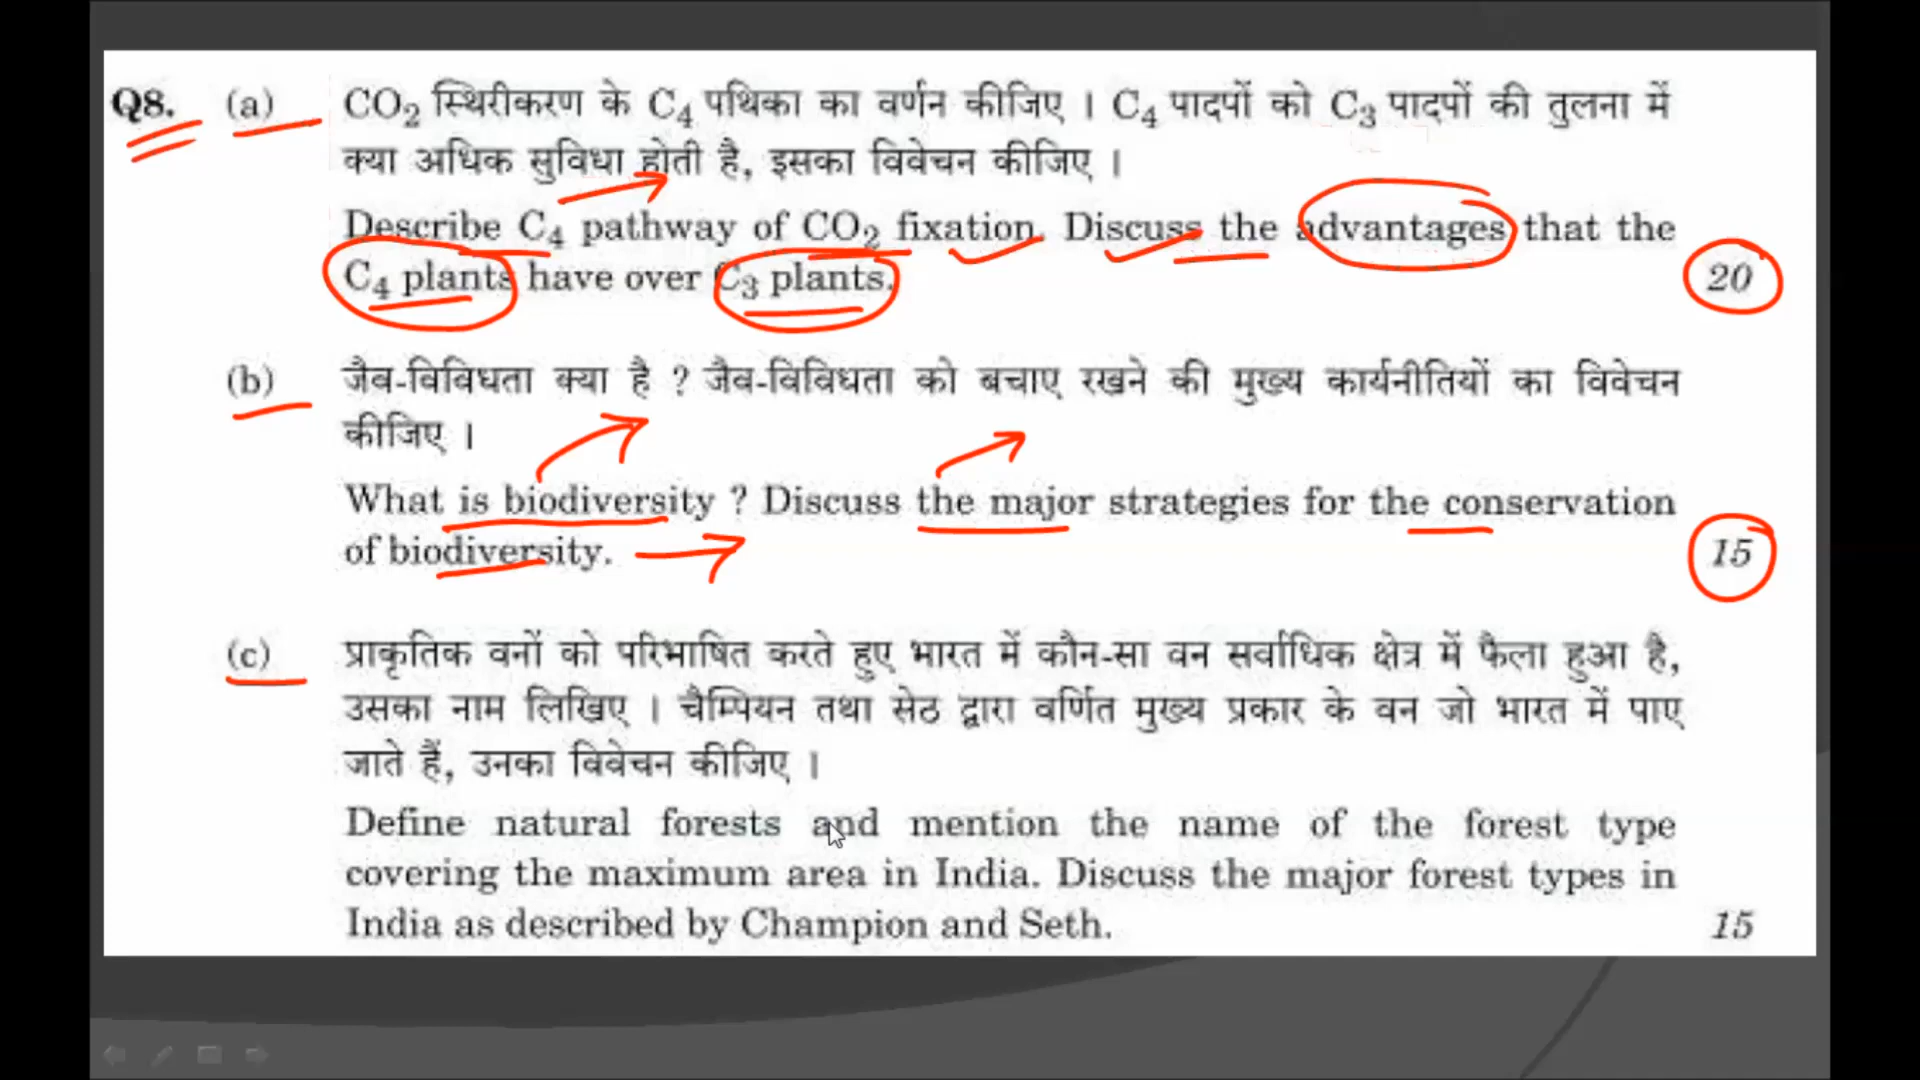 Q8. (a) CO₂ स्थिरीकरण के C₄ पथिका का वर्णन कीजिए । C₄ पादपों को C₃ पादपों की तुलना में
क्या अधिक सुविधा होती है, इसका विवेचन कीजिए ।
Describe C₄ pathway of CO₂ fixation. Discuss the advantages that the
C₄ plants have over C₃ plants. 20
(b) जैव-विविधता क्या है ? जैव-विविधता को बचाए रखने की मुख्य कार्यनीतियों का विवेचन
कीजिए ।
What is biodiversity ? Discuss the major strategies for the conservation
of biodiversity. 15
(c) प्राकृतिक वनों को परिभाषित करते हुए भारत में कौन-सा वन सर्वाधिक क्षेत्र में फैला हुआ है,
उसका नाम लिखिए । चैम्पियन तथा सेठ द्वारा वर्णित मुख्य प्रकार के वन जो भारत में पाए
जाते हैं, उनका विवेचन कीजिए ।
Define natural forests and mention the name of the forest type
covering the maximum area in India. Discuss the major forest types in
India as described by Champion and Seth. 15